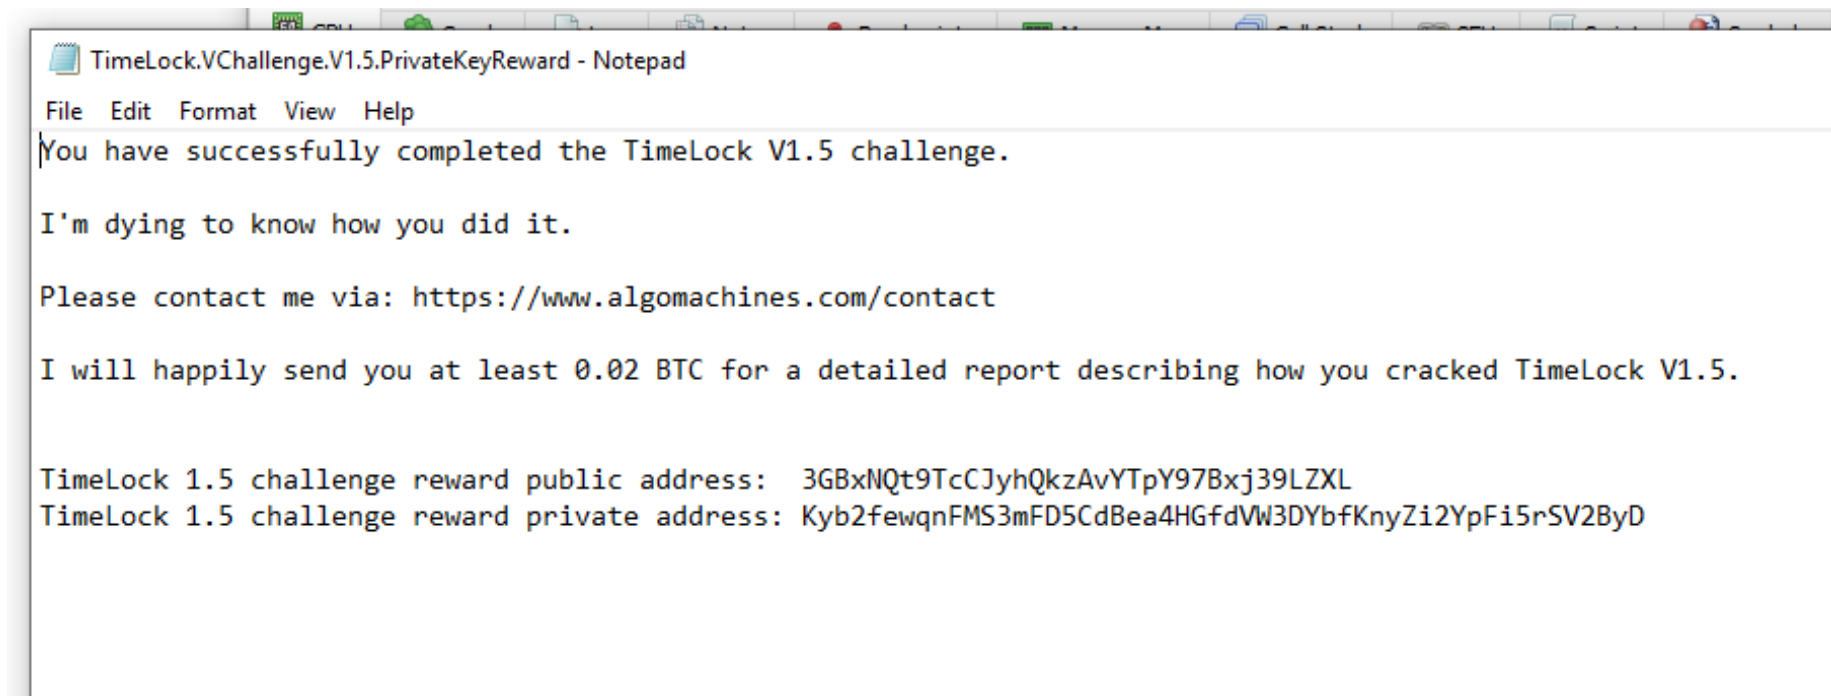 TimeLock.VChallenge.V1.5.PrivateKeyReward - Notepad
File Edit Format View Help
You have successfully completed the TimeLock V1.5 challenge.
I'm dying to know how you did it.
Please contact me via: https://www.algomachines.com/contact
I will happily send you at least 0.02 BTC for a detailed report describing how you cracked TimeLock V1.5.
TimeLock 1.5 challenge reward public address: 3GBxNQt9TcCJyhQkzAvYTpY97Bxj39LZXL
TimeLock 1.5 challenge reward private address: Kyb2fewqnFMS3mFD5CdBea4HGfdVW3DYbfKnyZi2YpFi5rSV2ByD